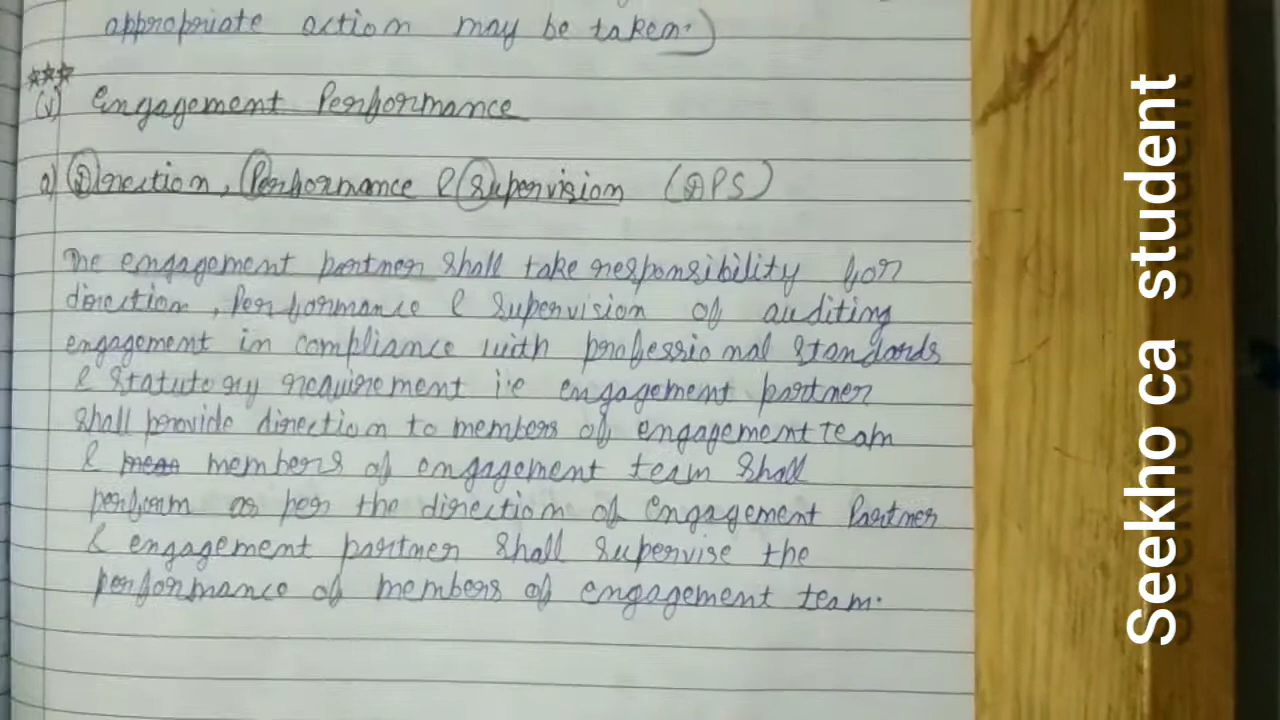 appropriate action may be taken.)
☆☆☆
(v) Engagement Performance
a) Direction, Performance & Supervision (DPS)
The engagement partner shall take responsibility for
direction, Performance & Supervision of auditing
engagement in compliance with professional standards
& Statutory requirement i.e engagement partner
shall provide direction to members of engagement Team
& members of engagement team shall
perform as per the direction of Engagement Partner
& engagement partner shall supervise the
performance of members of engagement team.
Seekho ca student